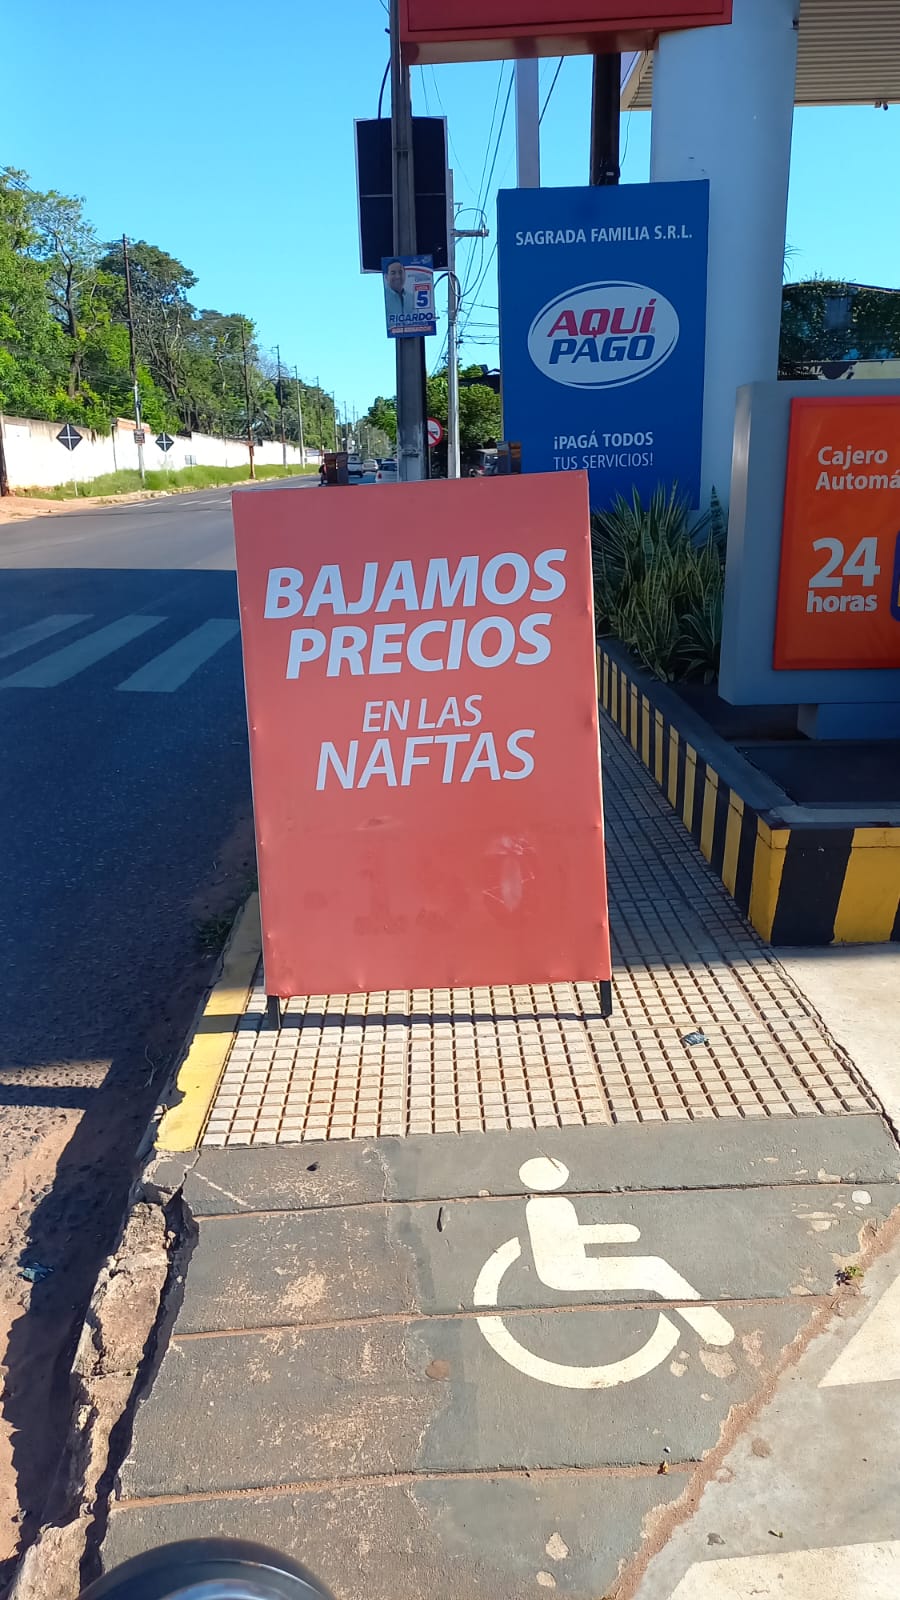 SAGRADA FAMILIA S.R.L.
AQUÍ
PAGO
¡PAGÁ TODOS
TUS SERVICIOS!
5
RICARDO
Cajero
24
horas
BAJAMOS
PRECIOS
EN LAS
NAFTAS